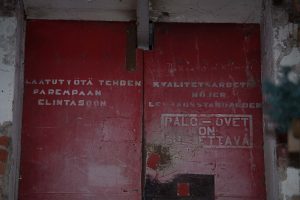 LAATUTYÖTÄ TEHDEN
PAREMPAAN
ELINTASOON
KVALITETSARBETE
HÖJER
LEVNADSSTANDARDEN
PALO-OVET
ON